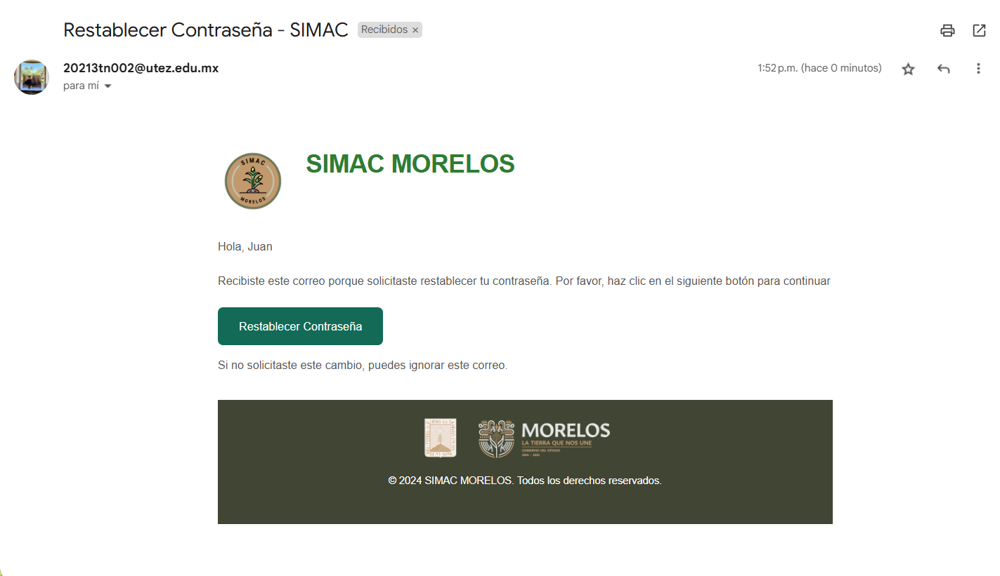 Restablecer Contraseña - SIMAC Recibidos ×
20213tn002@utez.edu.mx 1:52 p.m. (hace 0 minutos)
para mí
SIMAC
MORELOS
SIMAC MORELOS
Hola, Juan
Recibiste este correo porque solicitaste restablecer tu contraseña. Por favor, haz clic en el siguiente botón para continuar
Restablecer Contraseña
Si no solicitaste este cambio, puedes ignorar este correo.
MORELOS
LA TIERRA QUE NOS UNE
GOBIERNO DEL ESTADO
© 2024 SIMAC MORELOS. Todos los derechos reservados.